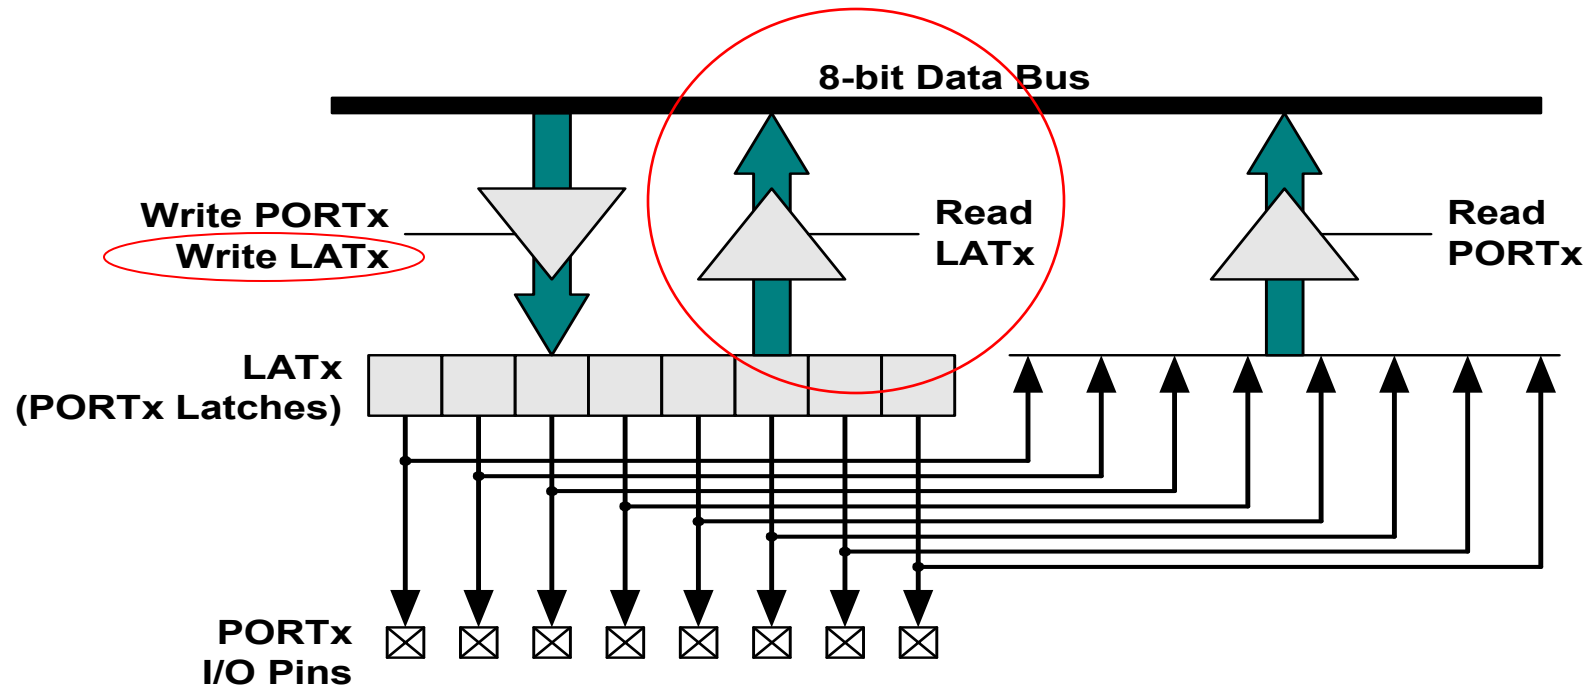 8-bit Data Bus
Write PORTx
Write LATx
Read
LATx
Read
PORTx
LATx
(PORTx Latches)
PORTx
I/O Pins